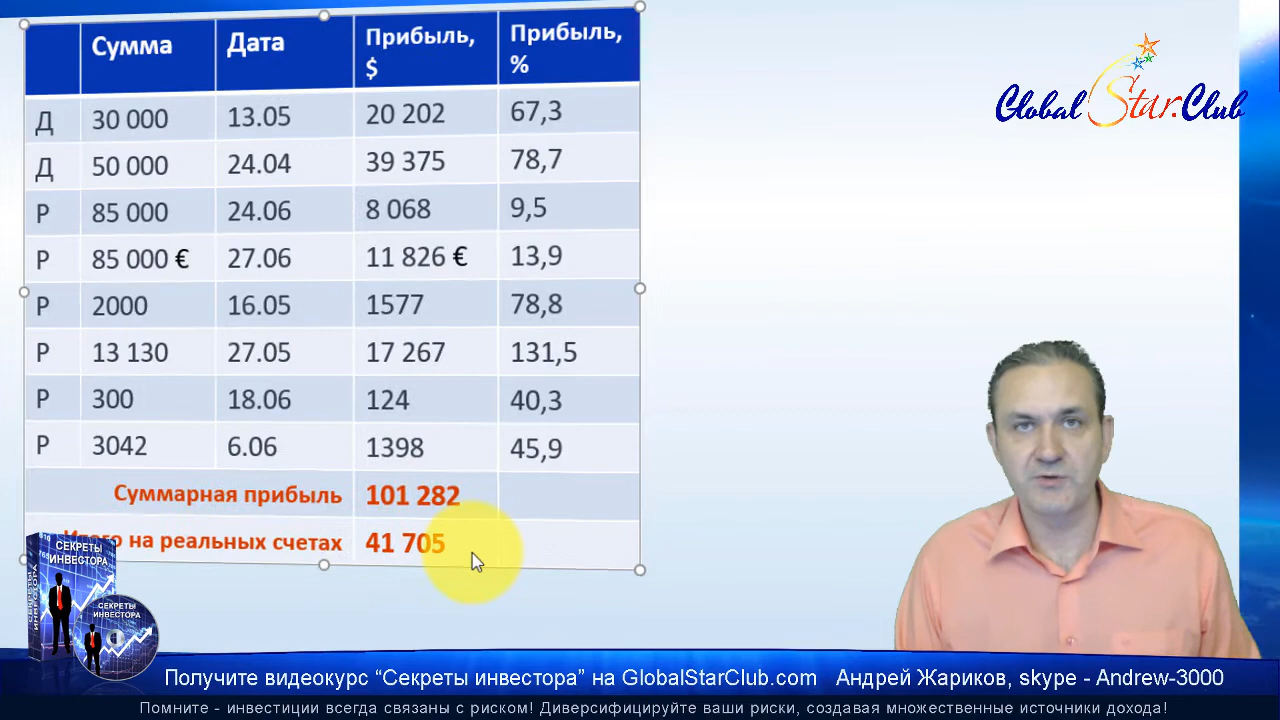 Сумма Дата Прибыль, $ Прибыль, %
Д 30 000 13.05 20 202 67,3
Д 50 000 24.04 39 375 78,7
Р 85 000 24.06 8 068 9,5
Р 85 000 € 27.06 11 826 € 13,9
Р 2000 16.05 1577 78,8
Р 13 130 27.05 17 267 131,5
Р 300 18.06 124 40,3
Р 3042 6.06 1398 45,9
Суммарная прибыль 101 282
на реальных счетах 41 705
Global Star.Club
СЕКРЕТЫ
ИНВЕСТОРА
СЕКРЕТЫ
ИНВЕСТОРА
СЕКРЕТЫ
ИНВЕСТОРА
Получите видеокурс “Секреты инвестора” на GlobalStarClub.com Андрей Жариков, skype - Andrew-3000
Помните - инвестиции всегда связаны с риском! Диверсифицируйте ваши риски, создавая множественные источники дохода!